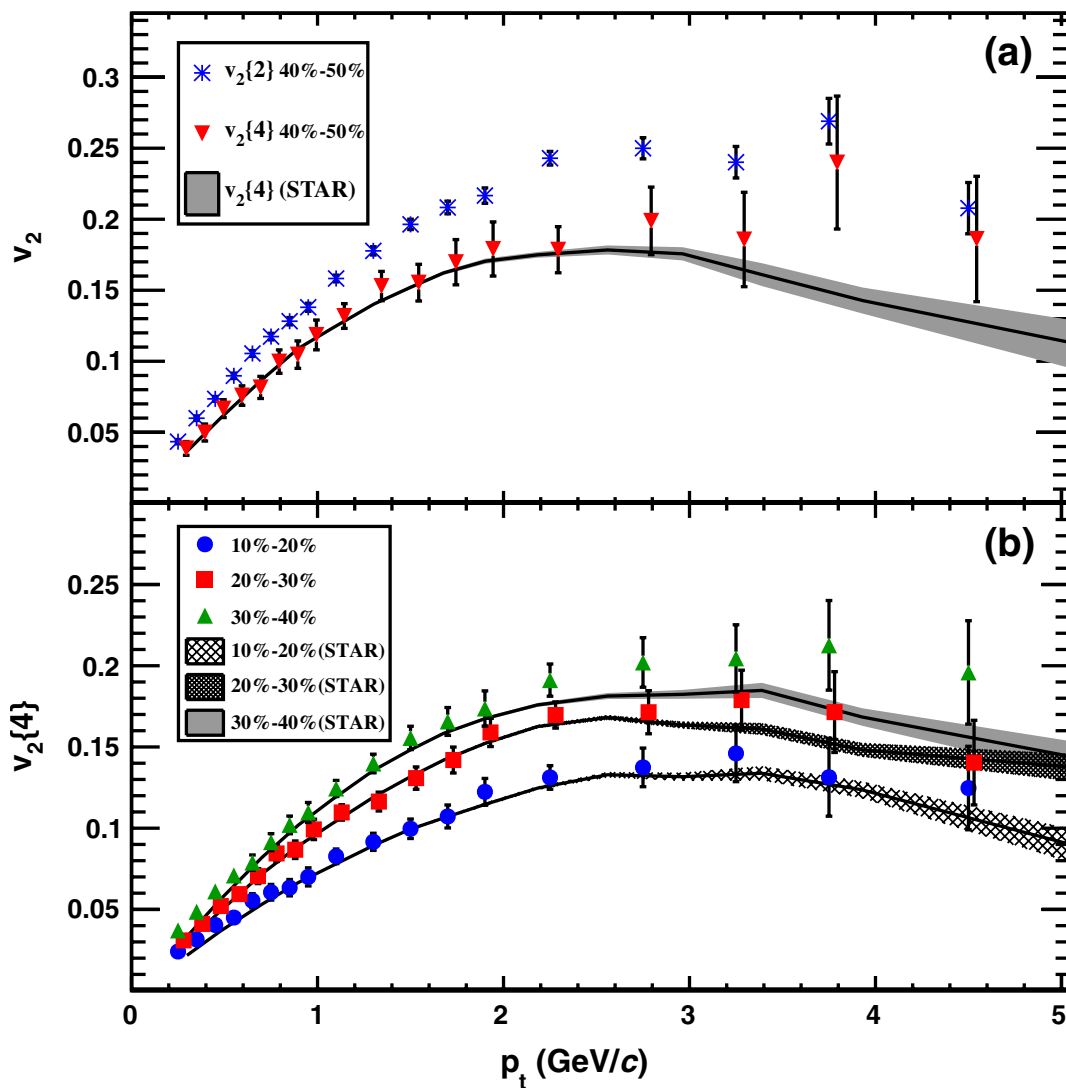 (a)
v2{2} 40%-50%
v2{4} 40%-50%
v2{4} (STAR)
0.3
0.25
0.2
0.15
0.1
0.05
v2
(b)
10%-20%
20%-30%
30%-40%
10%-20%(STAR)
20%-30%(STAR)
30%-40%(STAR)
0.25
0.2
0.15
0.1
0.05
v2{4}
0 1 2 3 4 5
pt (GeV/c)